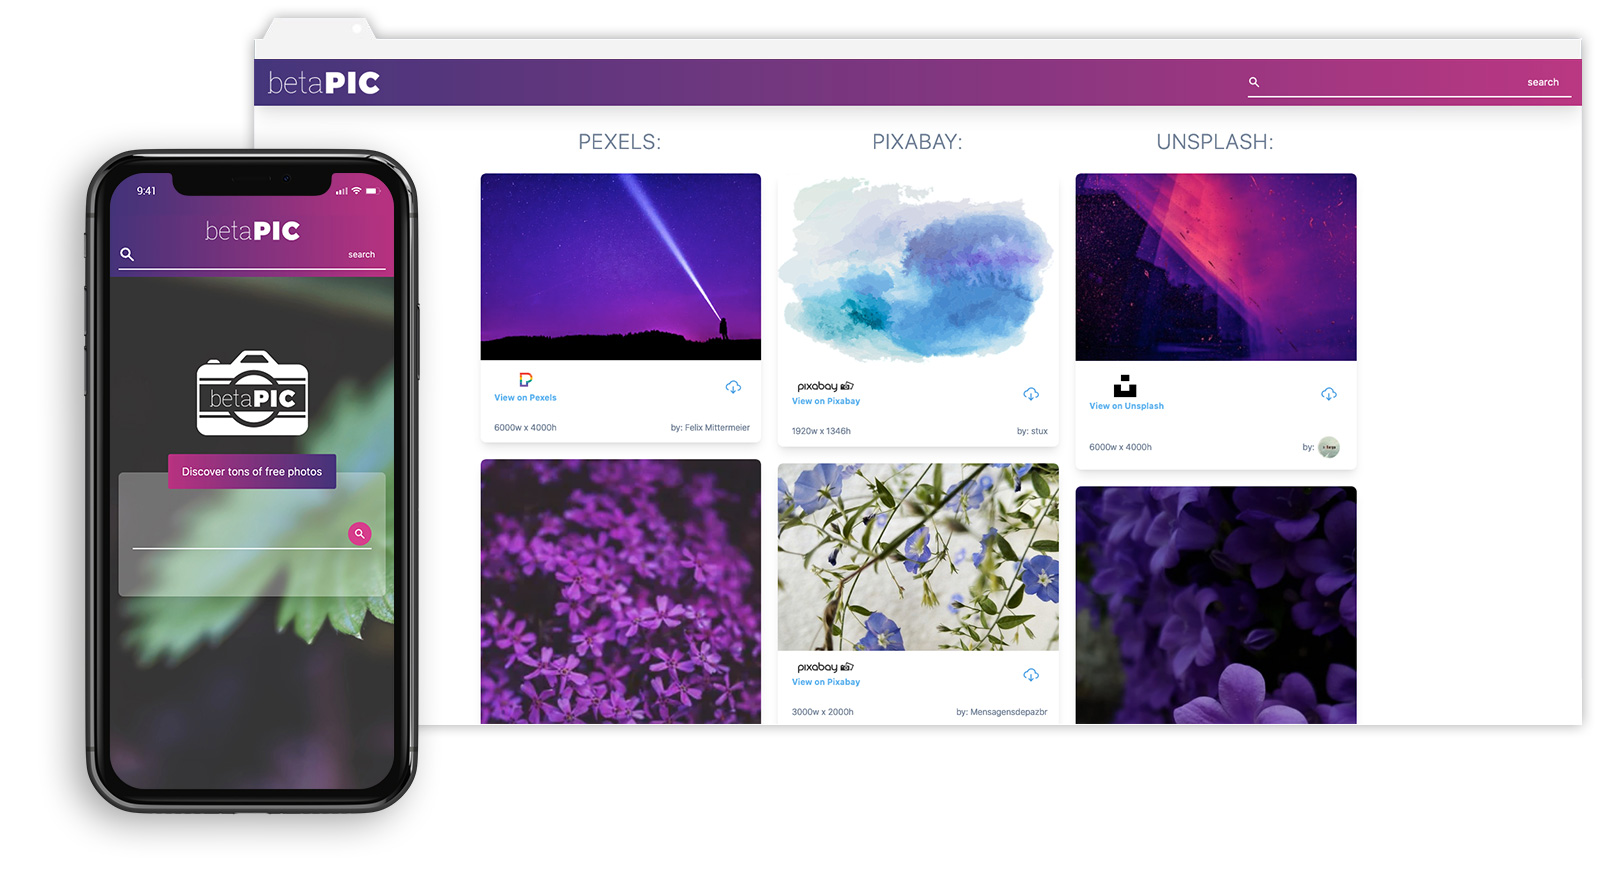 betaPIC
search
PEXELS:
PIXABAY:
UNSPLASH:
9:41
betaPIC
search
betaPIC
Discover tons of free photos
View on Pexels
6000w x 4000h
by: Felix Mittermeier
pixabay
View on Pixabay
1920w x 1346h
by: stux
View on Unsplash
6000w x 4000h
by:
pixabay
View on Pixabay
3000w x 2000h
by: Mensagensdepazbr